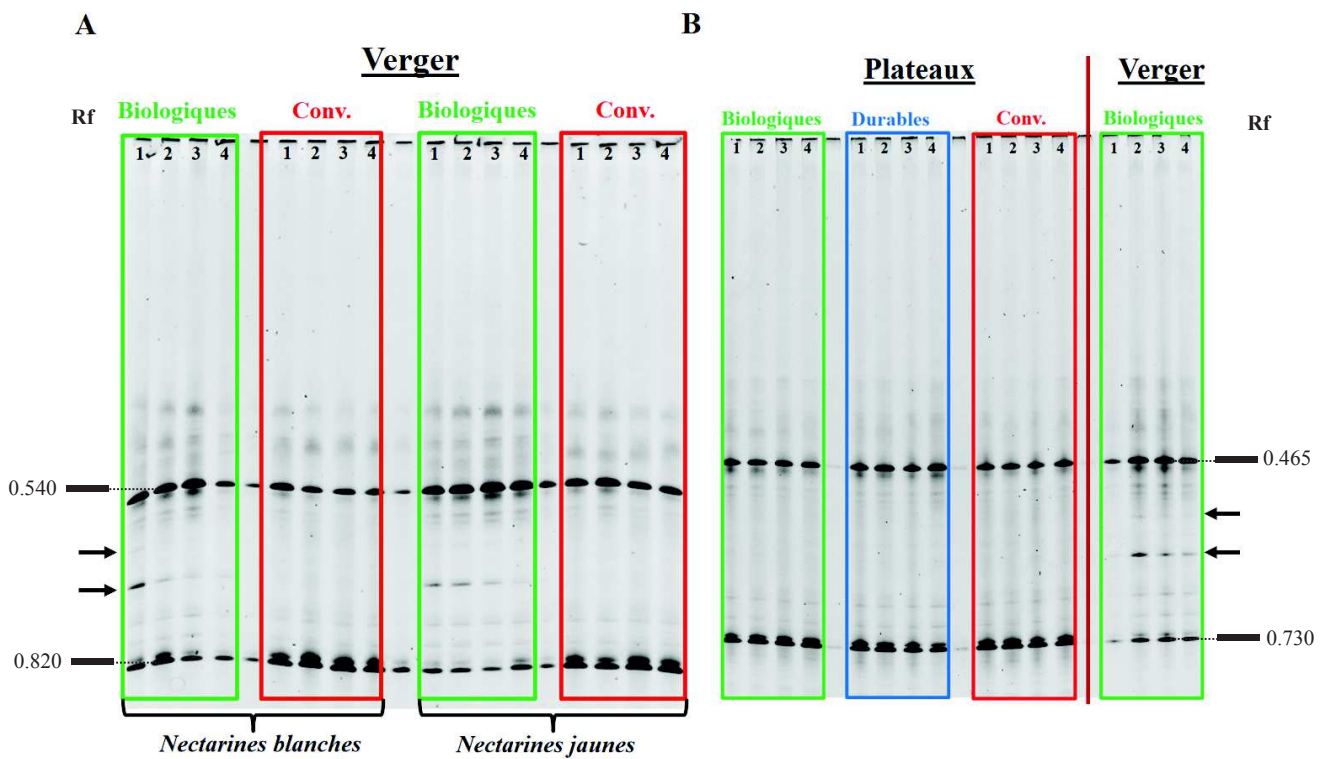 A
B
Verger
Plateaux
Verger
Rf
Biologiques
Conv.
Biologiques
Conv.
Biologiques
Durables
Conv.
Biologiques
Rf
1 2 3 4
1 2 3 4
1 2 3 4
1 2 3 4
1 2 3 4
1 2 3 4
1 2 3 4
1 2 3 4
0.540
0.465
0.820
0.730
Nectarines blanches
Nectarines jaunes